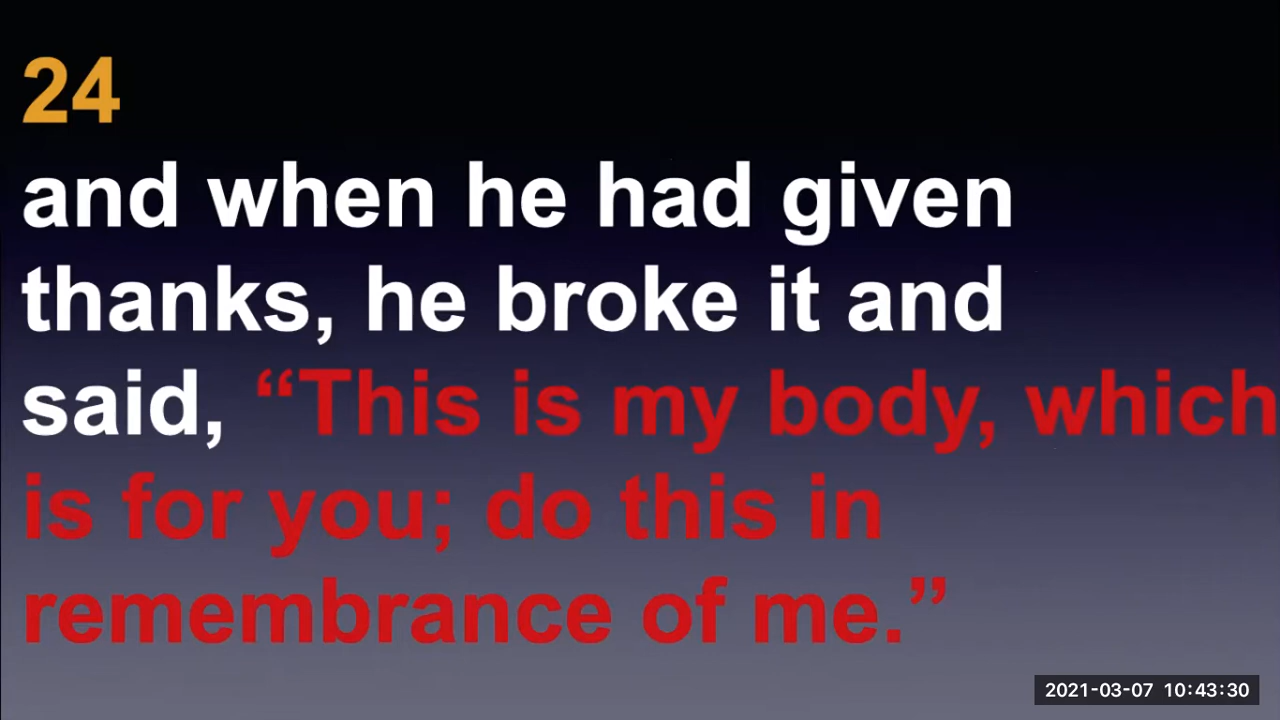 24
and when he had given
thanks, he broke it and
said, “This is my body, which
is for you; do this in
remembrance of me.”
2021-03-07 10:43:30